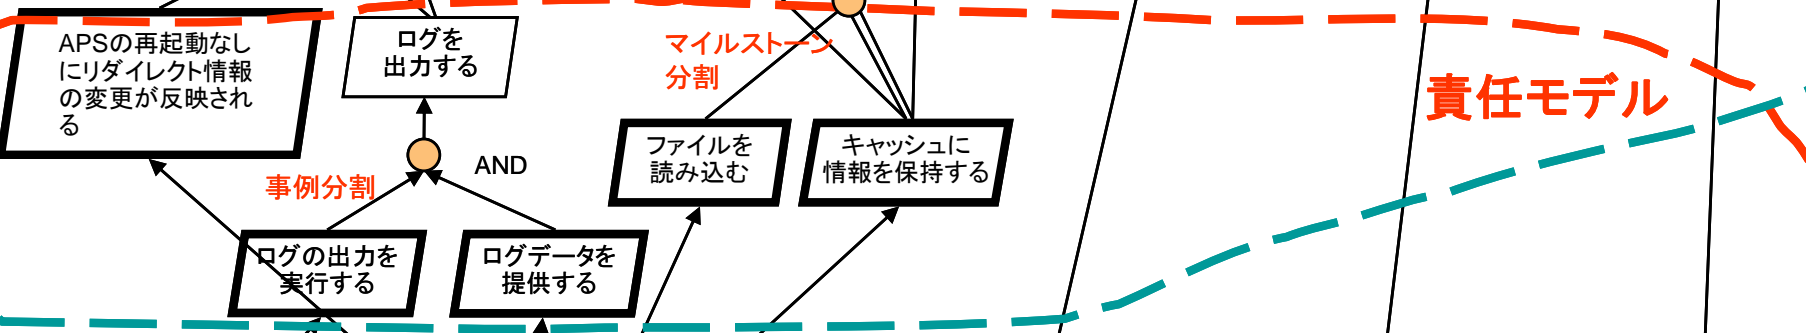 APSの再起動なし
にリダイレクト情報
の変更が反映され
る
ログを
出力する
マイルストーン
分割
責任モデル
ファイルを
読み込む
キャッシュに
情報を保持する
AND
事例分割
ログの出力を
実行する
ログデータを
提供する